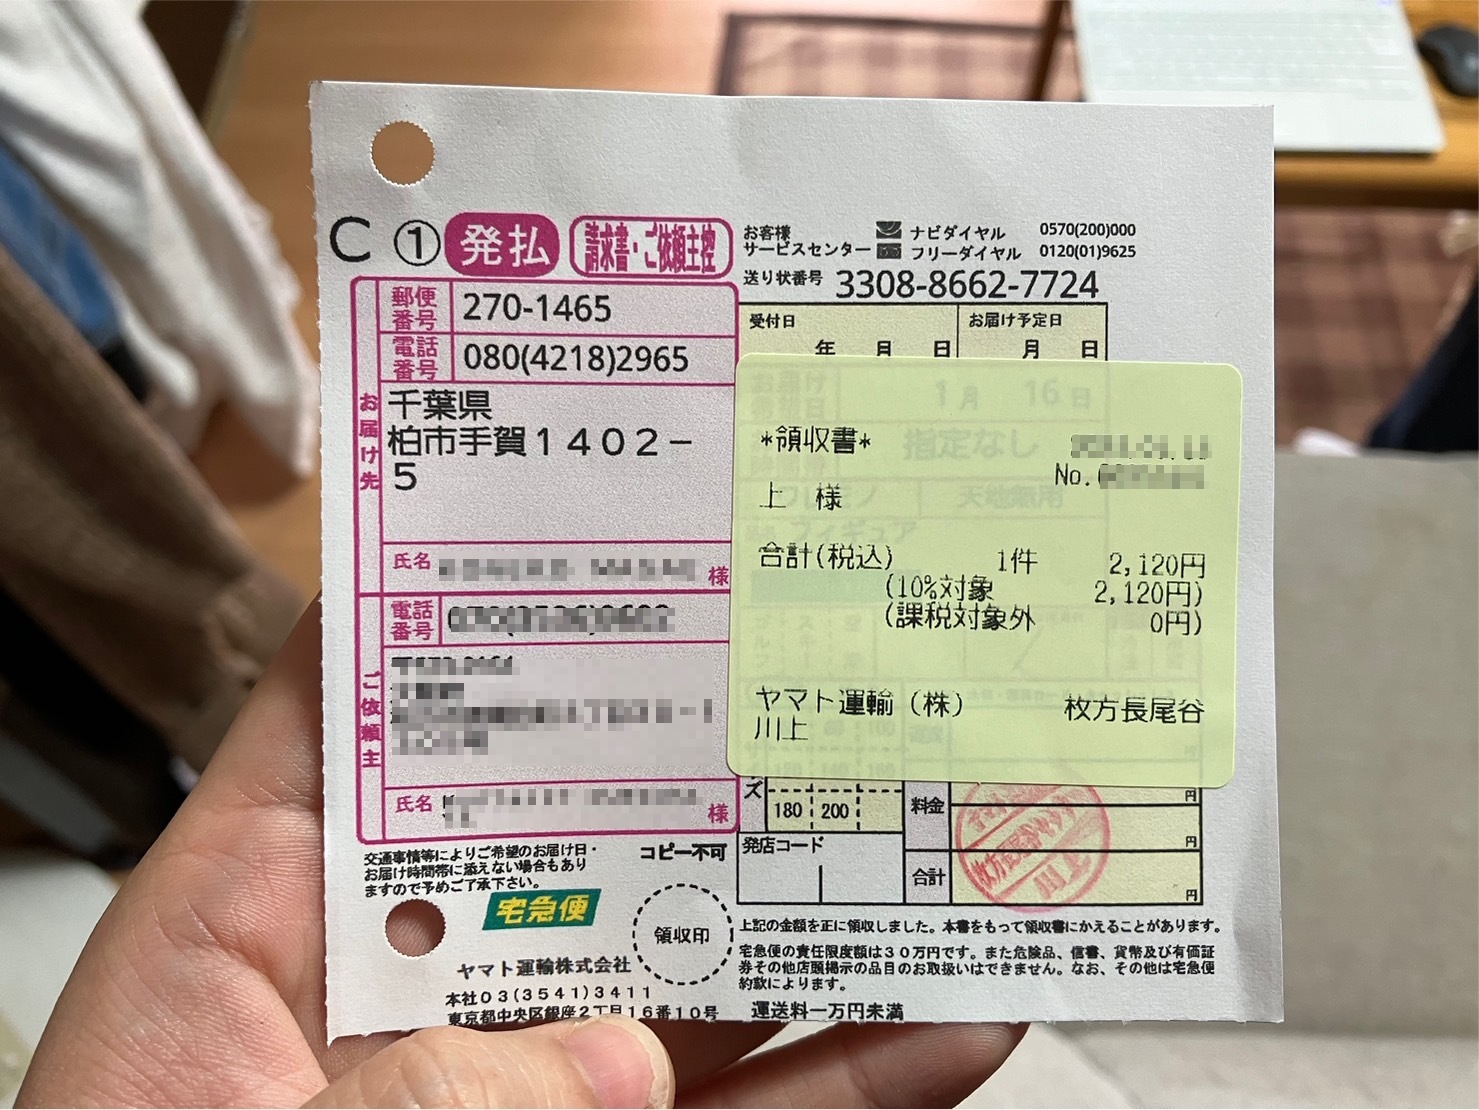 C ① 発払 請求書・ご依頼主控
お客様
サービスセンター
ナビダイヤル 0570(200)000
フリーダイヤル 0120(01)9625
送り状番号 3308-8662-7724
お届け先
郵便番号 270-1465
電話番号 080(4218)2965
千葉県
柏市手賀1402-
5
氏名 様
ご依頼主
電話番号
氏名 様
受付日 お届け予定日
年 月 日 月 日
1月 16日
指定なし
*領収書*
No.
上 様
合計(税込) 1件 2,120円
(10%対象 2,120円)
(課税対象外 0円)
ヤマト運輸(株) 枚方長尾谷
川上
ズ 180 200
料金 円
円
合計 円
発店コード
交通事情等によりご希望のお届け日・
お届け時間帯に添えない場合もあり
ますので予めご了承下さい。
コピー不可
宅急便
領収印
ヤマト運輸株式会社
本社03(3541)3411
東京都中央区銀座2丁目16番10号
上記の金額を正に領収しました。本書をもって領収書にかえることがあります。
宅急便の責任限度額は30万円です。また危険品、信書、貨幣及び有価証
券その他店頭掲示の品目のお取扱いはできません。なお、その他は宅急便
約款によります。
運送料一万円未満